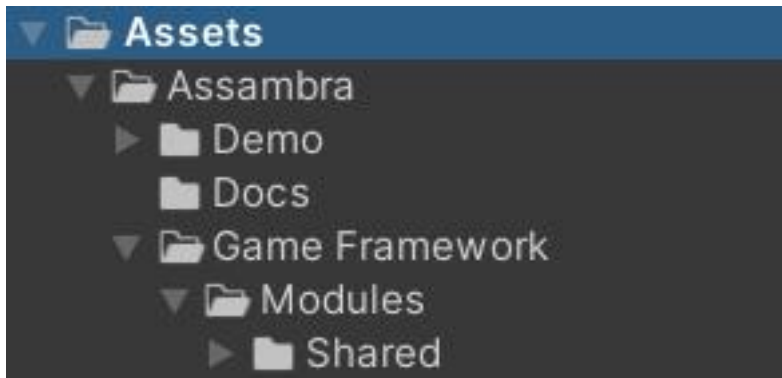 Assets
Assambra
Demo
Docs
Game Framework
Modules
Shared